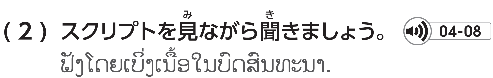 ( 2 ) スクリプトを見ながら聞きましょう。 04-08
ຟັງໂດຍເບິ່ງເນື້ອໃນບົດສົນທະນາ.